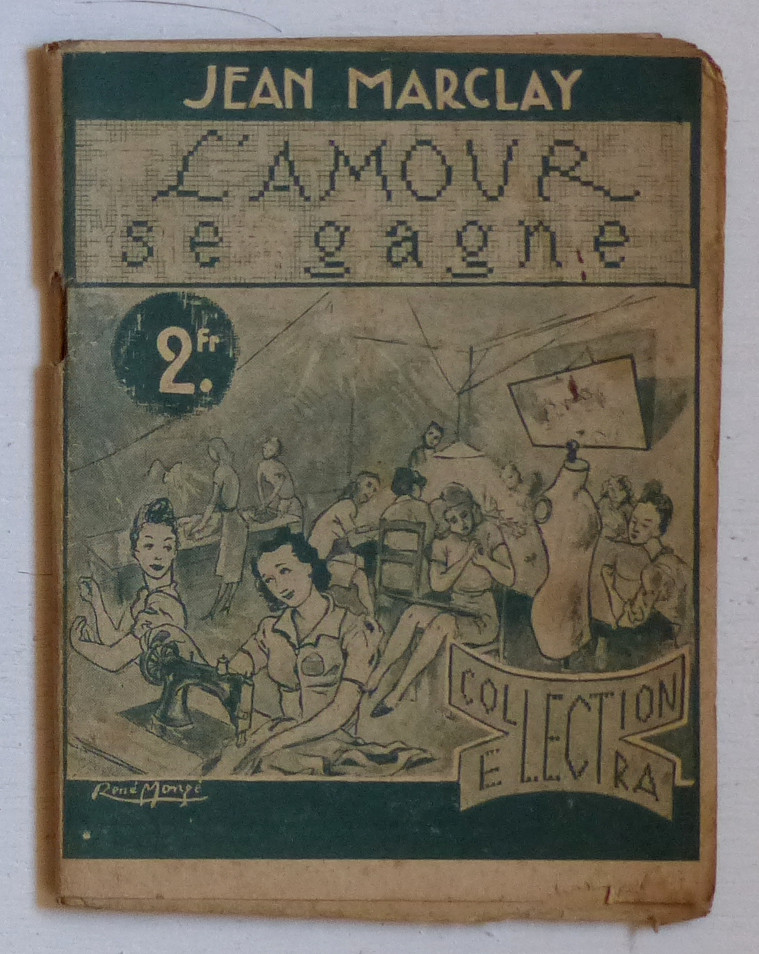 JEAN MARCLAY
L'AMOUR
se gagne
2.Fr
COLLECTION
ELECTRA
René Mongé